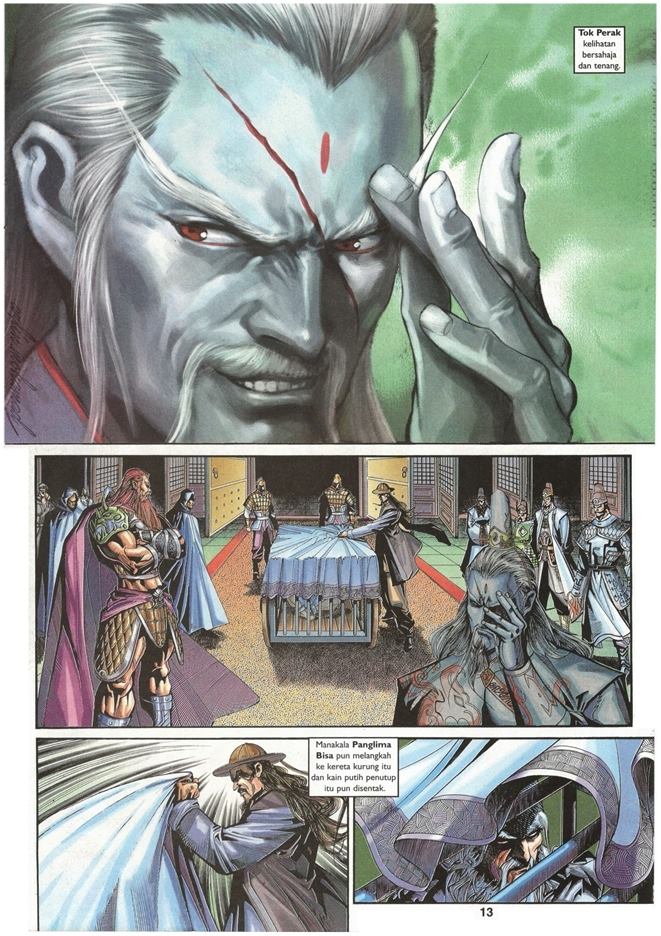 Tok Perak
kelihatan
bersahaja
dan tenang.
Manakala Panglima
Bisa pun melangkah
ke kereta kurung itu
dan kain putih penutup
itu pun disentak.
13